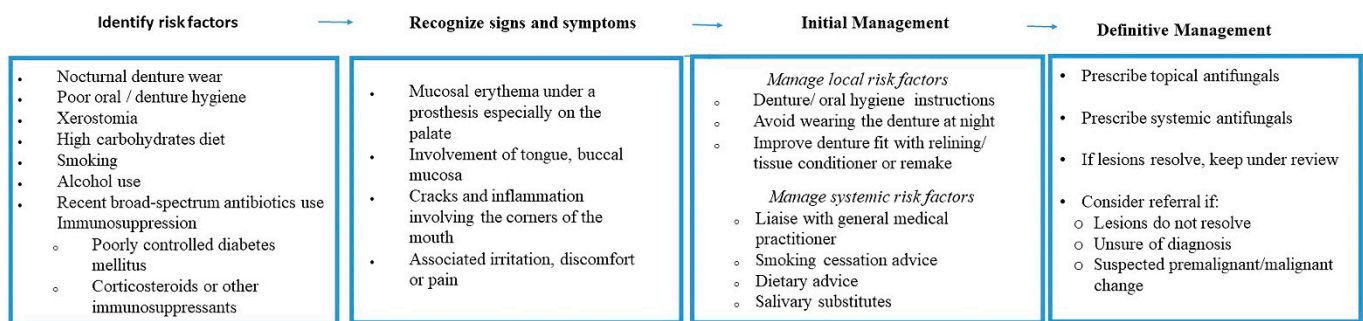 Identify risk factors
Nocturnal denture wear
Poor oral / denture hygiene
Xerostomia
High carbohydrates diet
Smoking
Alcohol use
Recent broad-spectrum antibiotics use
Immunosuppression
Poorly controlled diabetes
mellitus
Corticosteroids or other
immunosuppressants
Recognize signs and symptoms
Mucosal erythema under a
prosthesis especially on the
palate
Involvement of tongue, buccal
mucosa
Cracks and inflammation
involving the corners of the
mouth
Associated irritation, discomfort
or pain
Initial Management
Manage local risk factors
Denture/ oral hygiene instructions
Avoid wearing the denture at night
Improve denture fit with relining/
tissue conditioner or remake
Manage systemic risk factors
Liaise with general medical
practitioner
Smoking cessation advice
Dietary advice
Salivary substitutes
Definitive Management
Prescribe topical antifungals
Prescribe systemic antifungals
If lesions resolve, keep under review
Consider referral if:
Lesions do not resolve
Unsure of diagnosis
Suspected premalignant/malignant
change